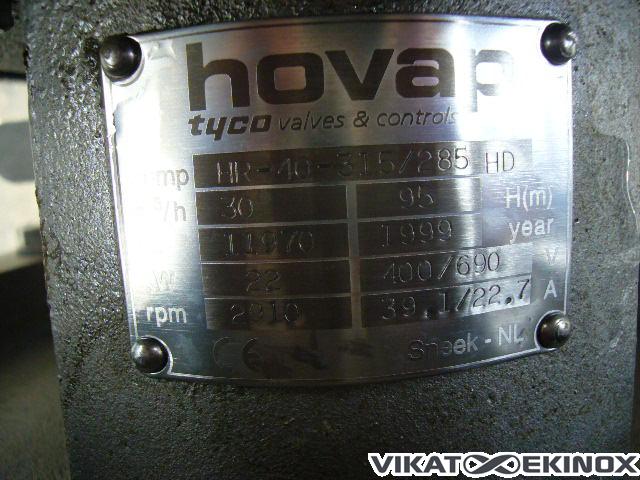 hovap
tyco valves & controls
mp HR-40-315/285 HD
³/h 30 95 H(m)
11970 1999 year
W 22 400/690 V
rpm 2910 39.1/22.7 A
CE Sneek - NL
VIKAT EKINOX